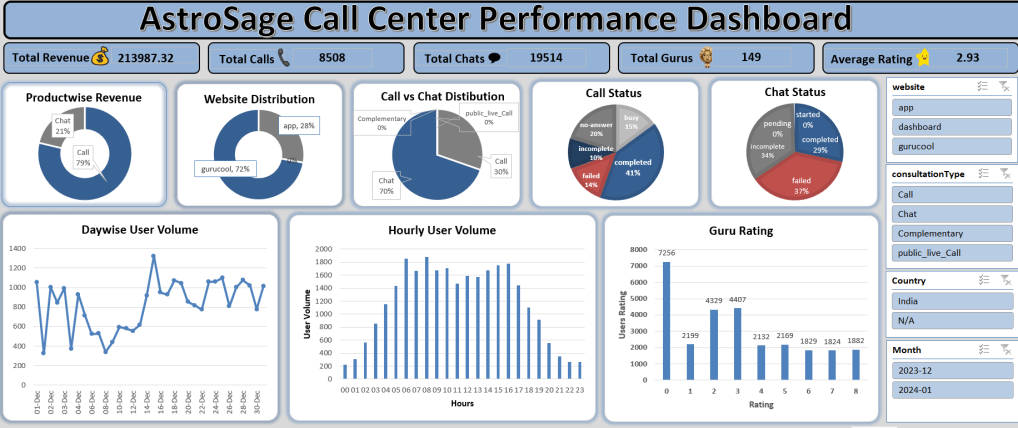 AstroSage Call Center Performance Dashboard
Total Revenue 213987.32
Total Calls 8508
Total Chats 19514
Total Gurus 149
Average Rating 2.93
Productwise Revenue
Chat
21%
Call
79%
Website Distribution
app, 28%
gurucool, 72%
0%
Call vs Chat Distibution
Complementary
0%
public_live_Call
0%
Call
30%
Chat
70%
Call Status
busy
15%
no-answer
20%
incomplete
10%
failed
14%
completed
41%
Chat Status
started
0%
pending
0%
completed
29%
incomplete
34%
failed
37%
website
app
dashboard
gurucool
consultationType
Call
Chat
Complementary
public_live_Call
Country
India
N/A
Month
2023-12
2024-01
Daywise User Volume
1400
1200
1000
800
600
400
200
0
01-Dec
02-Dec
03-Dec
04-Dec
05-Dec
06-Dec
08-Dec
10-Dec
12-Dec
14-Dec
15-Dec
16-Dec
18-Dec
20-Dec
22-Dec
24-Dec
26-Dec
28-Dec
30-Dec
Hourly User Volume
User Volume
2000
1800
1600
1400
1200
1000
800
600
400
200
0
00 01 02 03 04 05 06 07 08 09 10 11 12 13 14 15 16 17 18 19 20 21 22 23
Hours
Guru Rating
Users Rating
8000
7000
6000
5000
4000
3000
2000
1000
0
7256
2199
4329
4407
2132
2169
1829
1824
1882
0 1 2 3 4 5 6 7 8
Rating